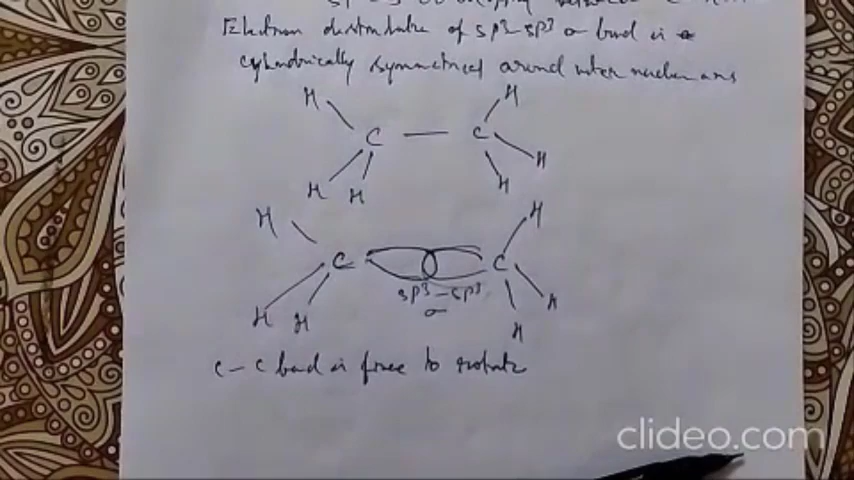 Electron distribution of sp³-sp³ σ bond is
cylindrically symmetrical around inter nuclear axis
H H
C — C
H
H H H
H H
C C
sp³-sp³
σ
H H H
H
C-C bond is free to rotate
clideo.com